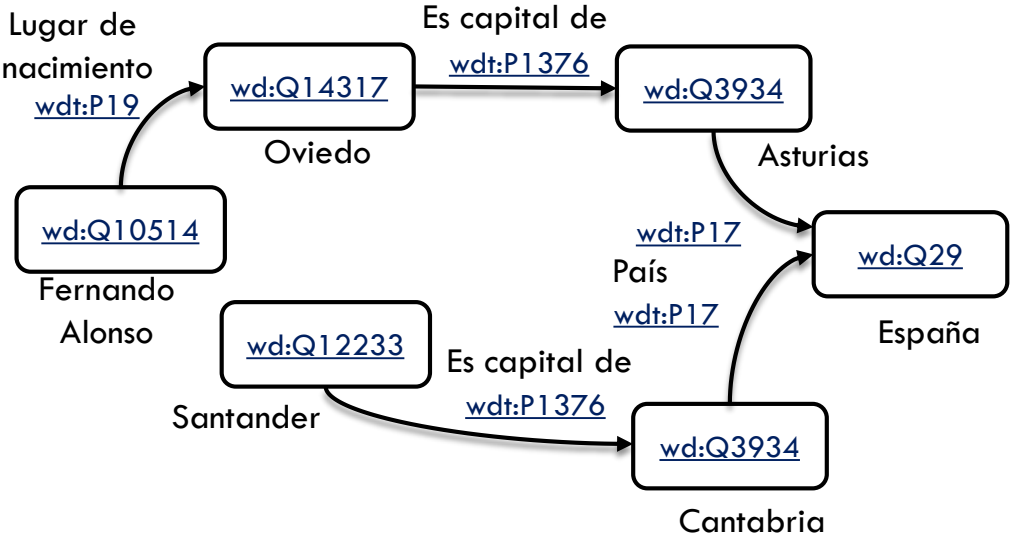 Lugar de
nacimiento
wdt:P19
Es capital de
wdt:P1376
wd:Q14317
Oviedo
wd:Q3934
Asturias
wd:Q10514
Fernando
Alonso
wdt:P17
País
wdt:P17
wd:Q29
España
wd:Q12233
Santander
Es capital de
wdt:P1376
wd:Q3934
Cantabria